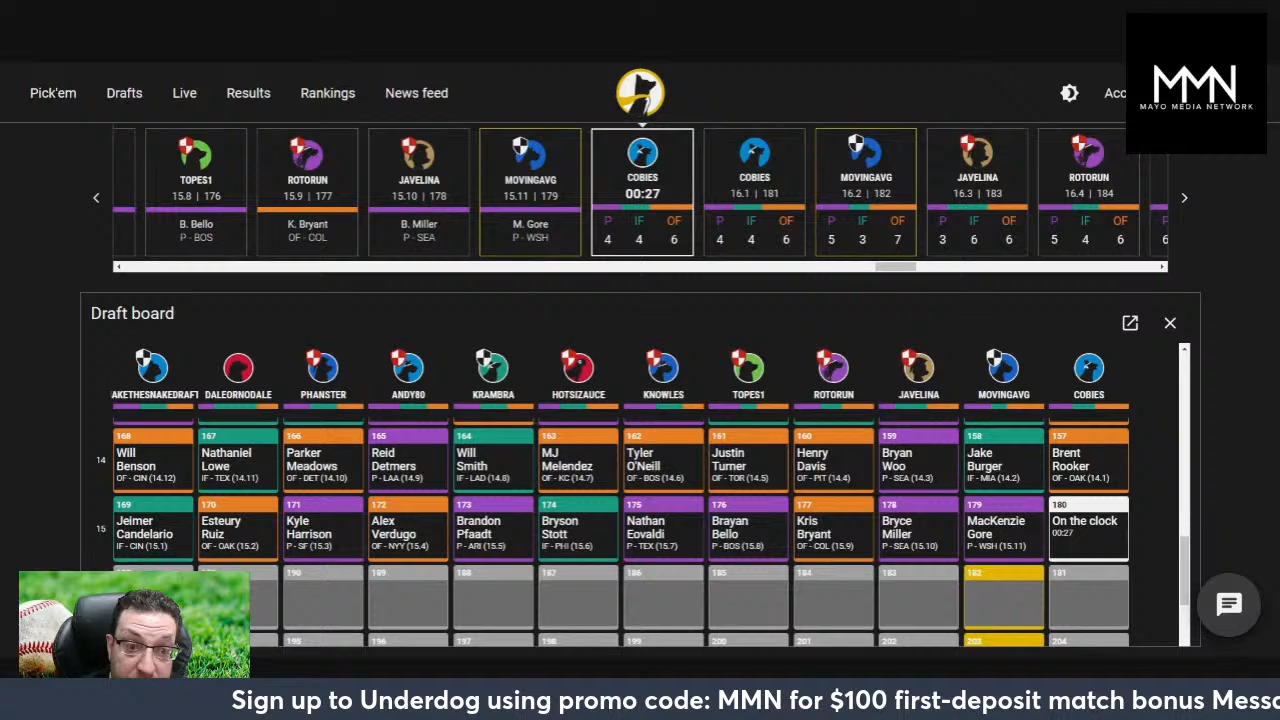 MMN
MAYO MEDIA NETWORK
Pick'em Drafts Live Results Rankings News feed
TOPES1 ROTORUN JAVELINA MOVINGAVG COBIES COBIES MOVINGAVG JAVELINA ROTORUN
15.8 | 176 15.9 | 177 15.10 | 178 15.11 | 179 00:27 16.1 | 181 16.2 | 182 16.3 | 183 16.4 | 184
B. Bello K. Bryant B. Miller M. Gore P IF OF P IF OF P IF OF P IF OF P IF OF
P - BOS OF - COL P - SEA P - WSH 4 4 6 4 4 6 5 3 7 3 6 6 5 4 6
Draft board
AKETHESNAKEDRAFT DALEORNODALE PHANSTER ANDY80 KRAMBRA HOTSIZAUCE KNOWLES TOPES1 ROTORUN JAVELINA MOVINGAVG COBIES
168 167 166 165 164 163 162 161 160 159 158 157
14 Will Nathaniel Parker Reid Will MJ Tyler Justin Henry Bryan Jake Brent
Benson Lowe Meadows Detmers Smith Melendez O'Neill Turner Davis Woo Burger Rooker
OF - CIN (14.12) IF - TEX (14.11) OF - DET (14.10) P - LAA (14.9) IF - LAD (14.8) OF - KC (14.7) OF - BOS (14.6) OF - TOR (14.5) OF - PIT (14.4) P - SEA (14.3) IF - MIA (14.2) OF - OAK (14.1)
169 170 171 172 173 174 175 176 177 178 179 180
15 Jeimer Esteury Kyle Alex Brandon Bryson Nathan Brayan Kris Bryce MacKenzie On the clock
Candelario Ruiz Harrison Verdugo Pfaadt Stott Eovaldi Bello Bryant Miller Gore 00:27
IF - CIN (15.1) OF - OAK (15.2) P - SF (15.3) OF - NYY (15.4) P - ARI (15.5) IF - PHI (15.6) P - TEX (15.7) P - BOS (15.8) OF - COL (15.9) P - SEA (15.10) P - WSH (15.11)
190 189 188 187 186 185 184 183 182 181
195 196 197 198 199 200 201 202 203 204
Sign up to Underdog using promo code: MMN for $100 first-deposit match bonus